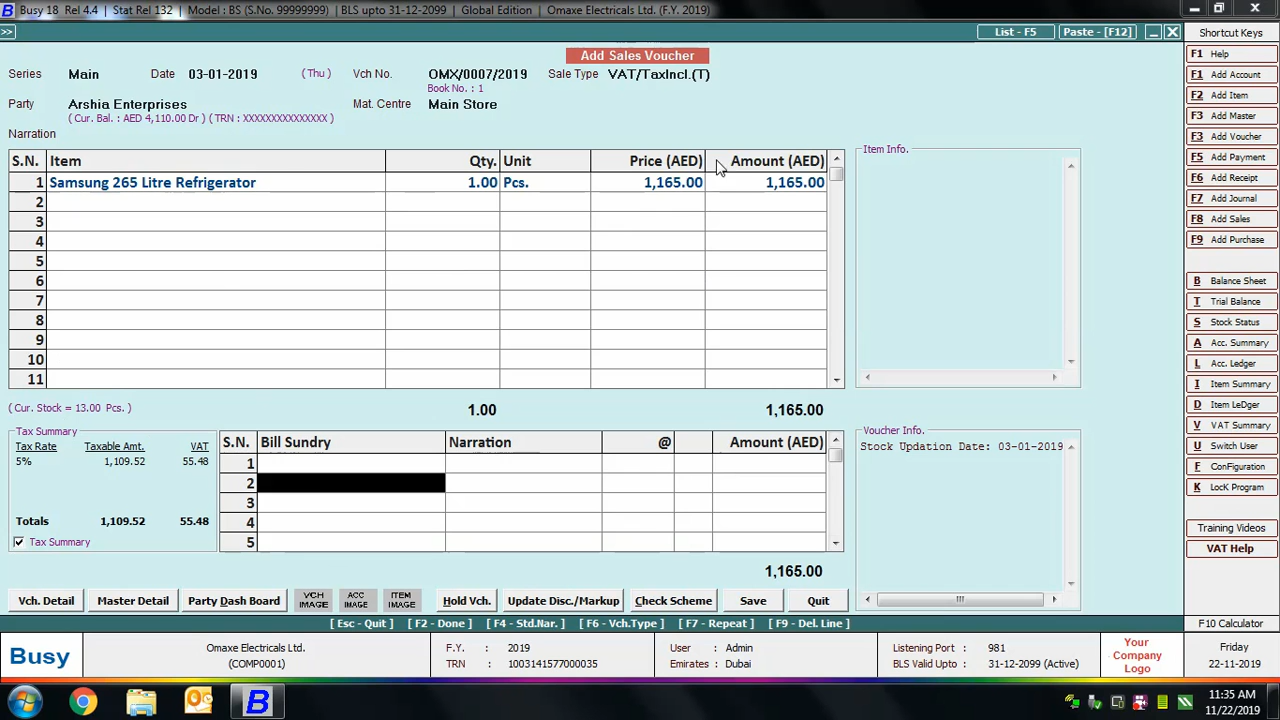 Busy 18 Rel 4.4 | Stat Rel 132 | Model : BS (S.No. 99999999) | BLS upto 31-12-2099 | Global Edition | Omaxe Electricals Ltd. (F.Y. 2019)
>> List - F5 Paste - [F12] Shortcut Keys
Add Sales Voucher
Series Main Date 03-01-2019 (Thu) Vch No. OMX/0007/2019 Sale Type VAT/TaxIncl.(T)
Book No. : 1
Party Arshia Enterprises Mat. Centre Main Store
(Cur. Bal. : AED 4,110.00 Dr) (TRN : XXXXXXXXXXXXXXX)
Narration
S.N. Item Qty. Unit Price (AED) Amount (AED)
1 Samsung 265 Litre Refrigerator 1.00 Pcs. 1,165.00 1,165.00
2
3
4
5
6
7
8
9
10
11
Item Info.
(Cur. Stock = 13.00 Pcs.) 1.00 1,165.00
Tax Summary
Tax Rate Taxable Amt. VAT
5% 1,109.52 55.48
Totals 1,109.52 55.48
Tax Summary
S.N. Bill Sundry Narration @ Amount (AED)
1
2
3
4
5
1,165.00
Voucher Info.
Stock Updation Date: 03-01-2019
Vch. Detail Master Detail Party Dash Board VCH IMAGE ACC IMAGE ITEM IMAGE Hold Vch. Update Disc./Markup Check Scheme Save Quit
[ Esc - Quit ] [ F2 - Done ] [ F4 - Std.Nar. ] [ F6 - Vch.Type ] [ F7 - Repeat ] [ F9 - Del. Line ]
F1 Help
F1 Add Account
F2 Add Item
F3 Add Master
F3 Add Voucher
F5 Add Payment
F6 Add Receipt
F7 Add Journal
F8 Add Sales
F9 Add Purchase
B Balance Sheet
T Trial Balance
S Stock Status
A Acc. Summary
L Acc. Ledger
I Item Summary
D Item LeDger
V VAT Summary
U Switch User
F ConFiguration
K LocK Program
Training Videos
VAT Help
F10 Calculator
Busy
Omaxe Electricals Ltd.
(COMP0001)
F.Y. : 2019
TRN : 1003141577000035
User : Admin
Emirates : Dubai
Listening Port : 981
BLS Valid Upto : 31-12-2099 (Active)
Your
Company
Logo
Friday
22-11-2019
11:35 AM
11/22/2019